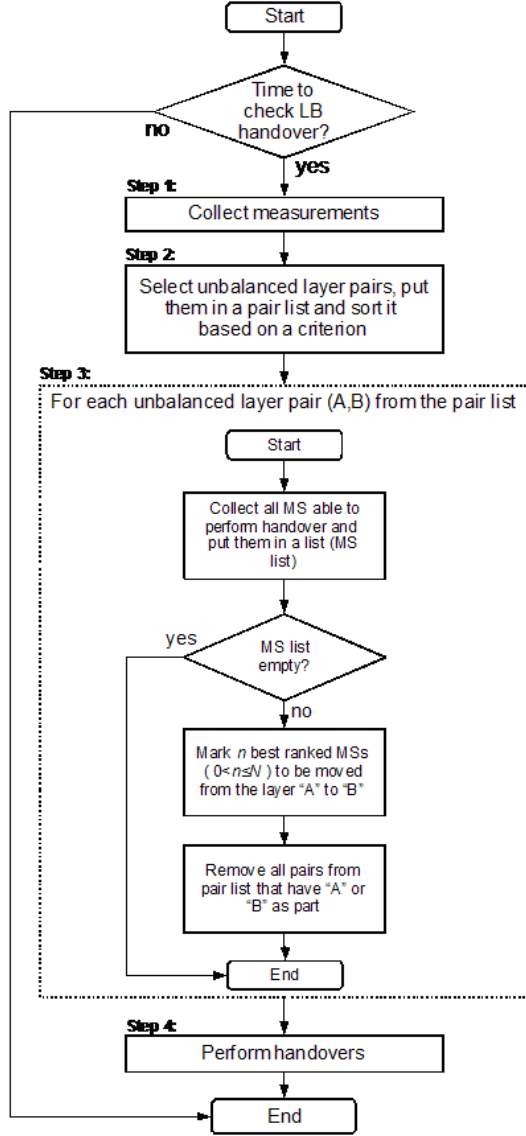 Start
Time to
check LB
handover?
no
yes
Step 1:
Collect measurements
Step 2:
Select unbalanced layer pairs, put
them in a pair list and sort it
based on a criterion
Step 3:
For each unbalanced layer pair (A,B) from the pair list
Start
Collect all MS able to
perform handover and
put them in a list (MS
list)
yes
MS list
empty?
no
Mark n best ranked MSs
( 0<n≤N ) to be moved
from the layer “A” to “B”
Remove all pairs from
pair list that have “A” or
“B” as part
End
Step 4:
Perform handovers
End